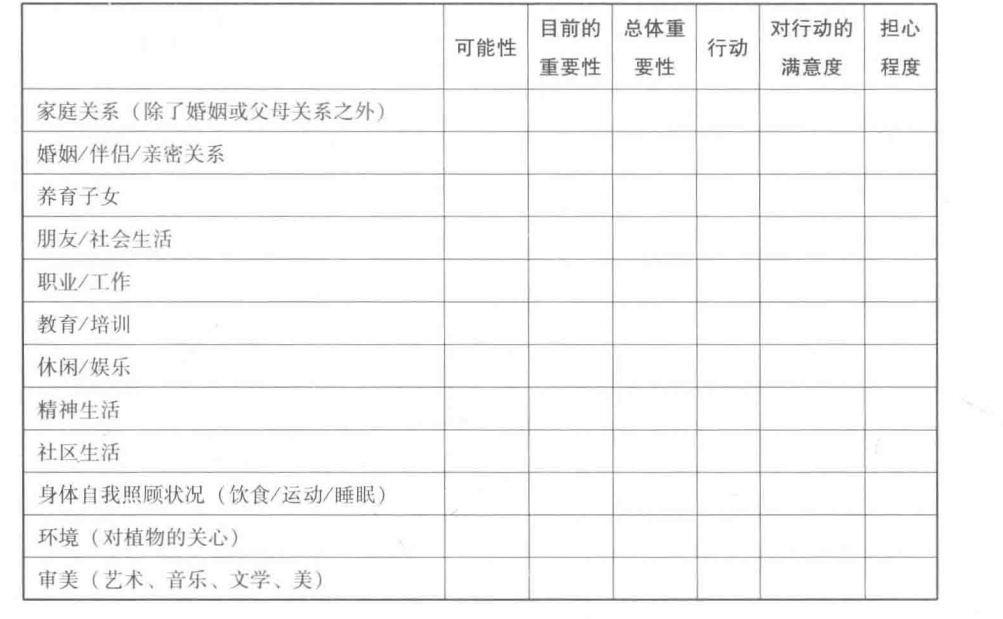 可能性
目前的
重要性
总体重
要性
行动
对行动的
满意度
担心
程度
家庭关系（除了婚姻或父母关系之外）
婚姻/伴侣/亲密关系
养育子女
朋友/社会生活
职业/工作
教育/培训
休闲/娱乐
精神生活
社区生活
身体自我照顾状况（饮食/运动/睡眠）
环境（对植物的关心）
审美（艺术、音乐、文学、美）